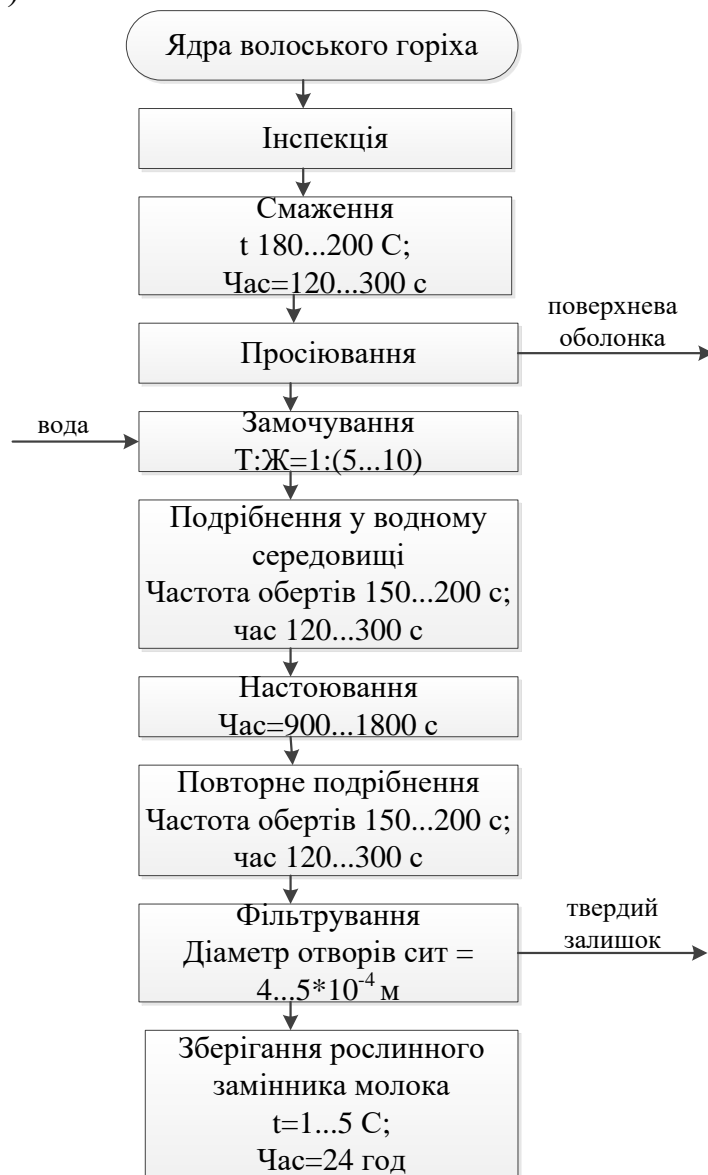 )
Ядра волоського горіха
Інспекція
Смаження
t 180...200 С;
Час=120...300 с
поверхнева
оболонка
Просіювання
вода
Замочування
Т:Ж=1:(5...10)
Подрібнення у водному
середовищі
Частота обертів 150...200 с;
час 120...300 с
Настоювання
Час=900...1800 с
Повторне подрібнення
Частота обертів 150...200 с;
час 120...300 с
твердий
залишок
Фільтрування
Діаметр отворів сит =
4...5*10⁻⁴ м
Зберігання рослинного
замінника молока
t=1...5 С;
Час=24 год